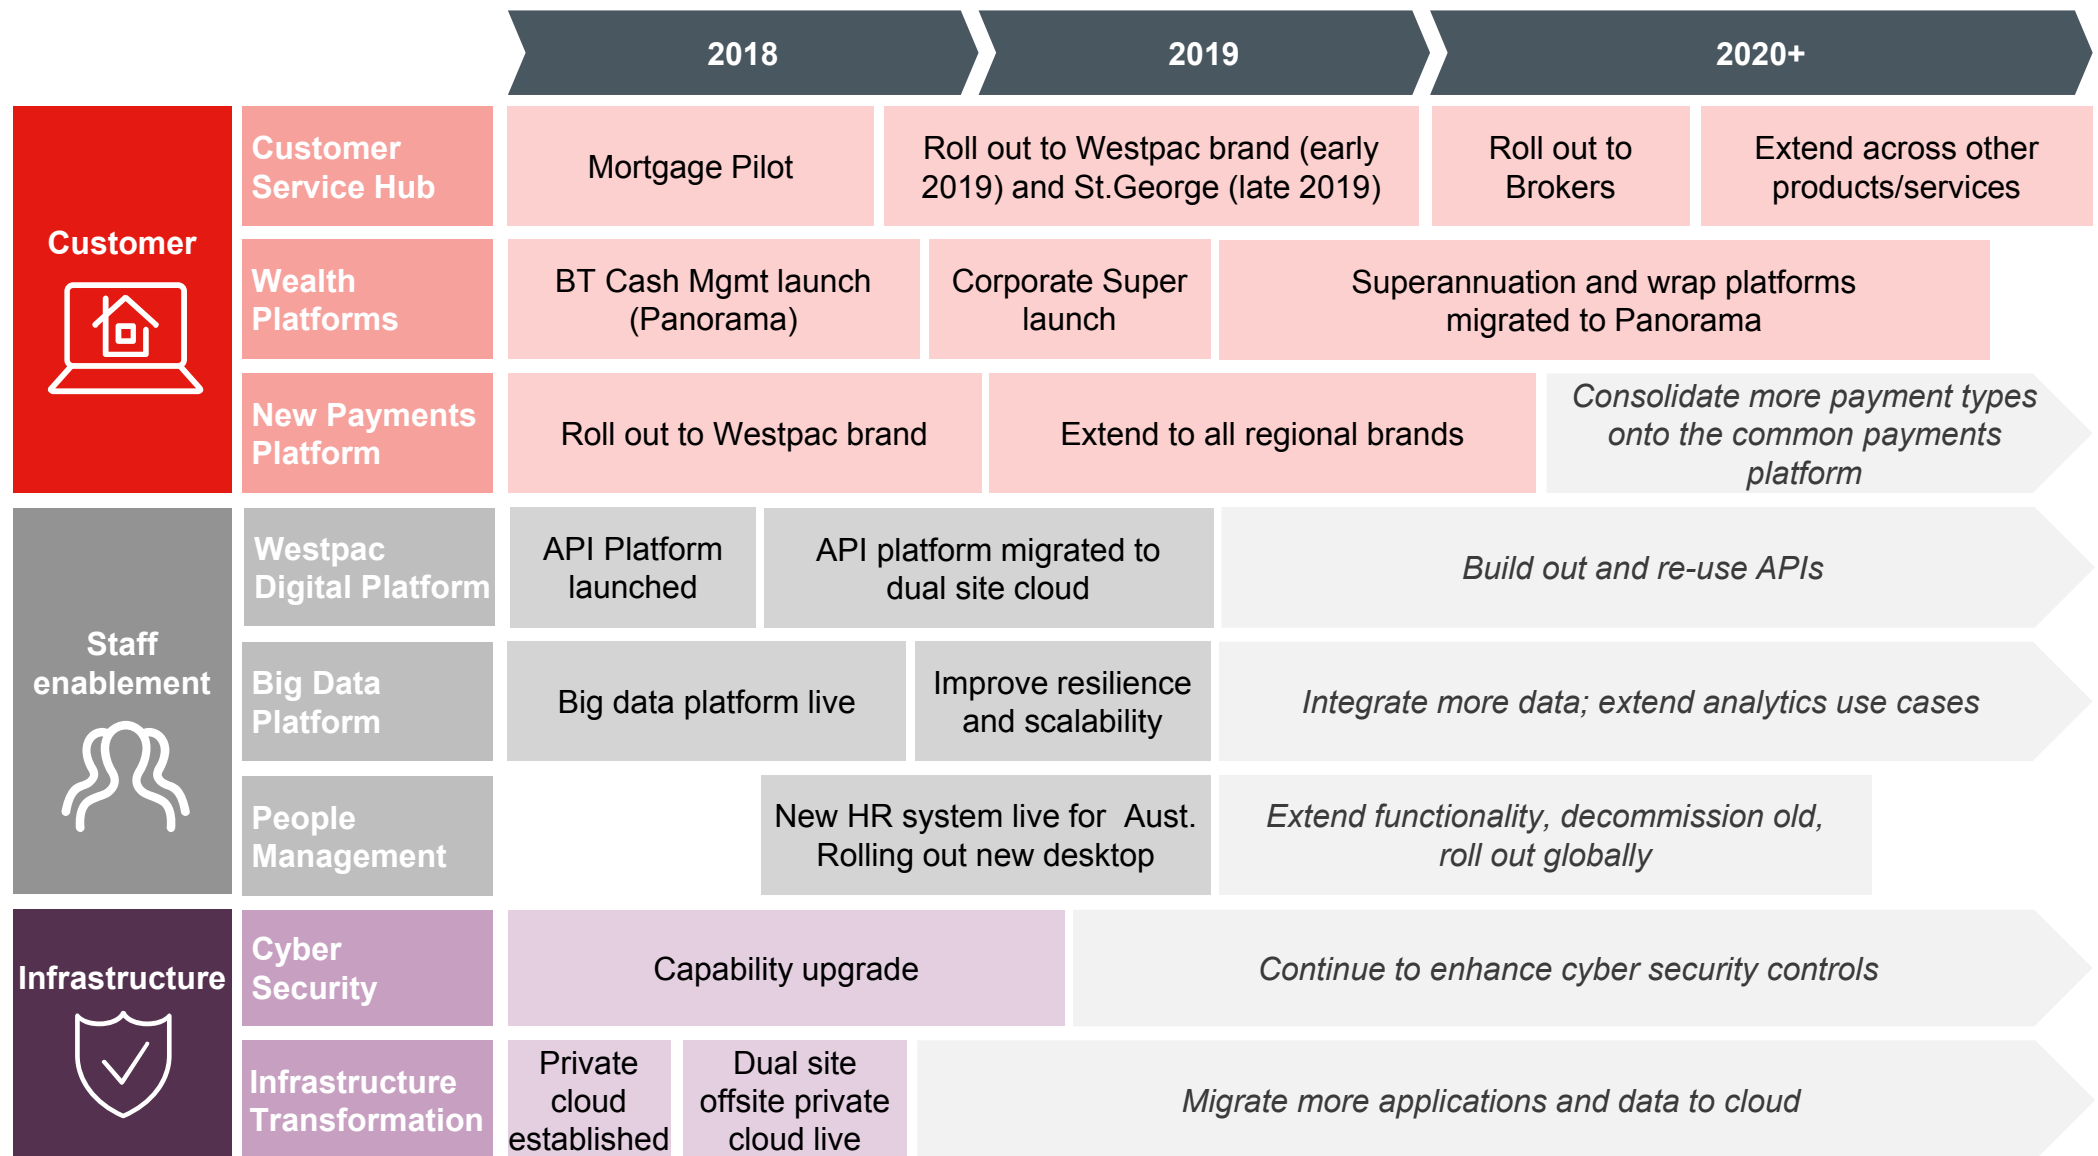 2018
2019
2020+
Customer
Customer
Service Hub
Mortgage Pilot
Roll out to Westpac brand (early
2019) and St.George (late 2019)
Roll out to
Brokers
Extend across other
products/services
Wealth
Platforms
BT Cash Mgmt launch
(Panorama)
Corporate Super
launch
Superannuation and wrap platforms
migrated to Panorama
New Payments
Platform
Roll out to Westpac brand
Extend to all regional brands
Consolidate more payment types
onto the common payments
platform
Staff
enablement
Westpac
Digital Platform
API Platform
launched
API platform migrated to
dual site cloud
Build out and re-use APIs
Big Data
Platform
Big data platform live
Improve resilience
and scalability
Integrate more data; extend analytics use cases
People
Management
New HR system live for Aust.
Rolling out new desktop
Extend functionality, decommission old,
roll out globally
Infrastructure
Cyber
Security
Capability upgrade
Continue to enhance cyber security controls
Infrastructure
Transformation
Private
cloud
established
Dual site
offsite private
cloud live
Migrate more applications and data to cloud